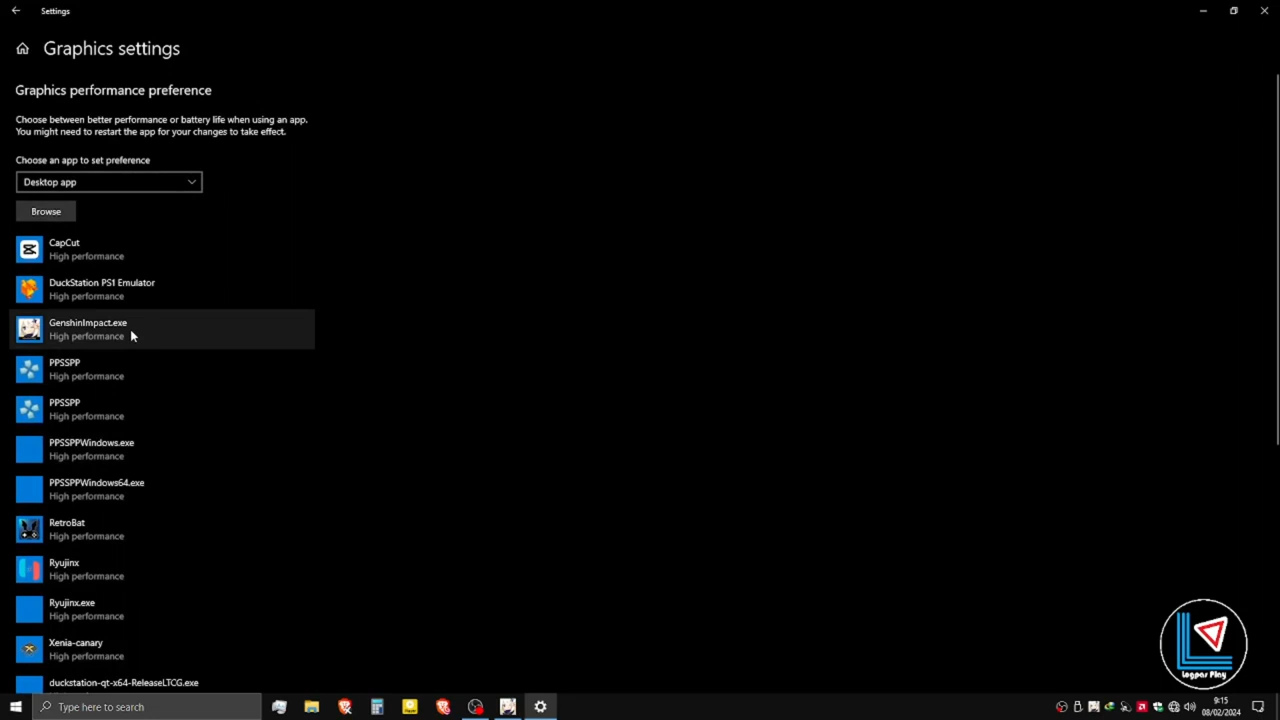 Settings
Graphics settings
Graphics performance preference
Choose between better performance or battery life when using an app.
You might need to restart the app for your changes to take effect.
Choose an app to set preference
Desktop app
Browse
CapCut
High performance
DuckStation PS1 Emulator
High performance
GenshinImpact.exe
High performance
PPSSPP
High performance
PPSSPP
High performance
PPSSPPWindows.exe
High performance
PPSSPPWindows64.exe
High performance
RetroBat
High performance
Ryujinx
High performance
Ryujinx.exe
High performance
Xenia-canary
High performance
duckstation-qt-x64-ReleaseLTCG.exe
Logpas Play
Type here to search
9:15
08/02/2024